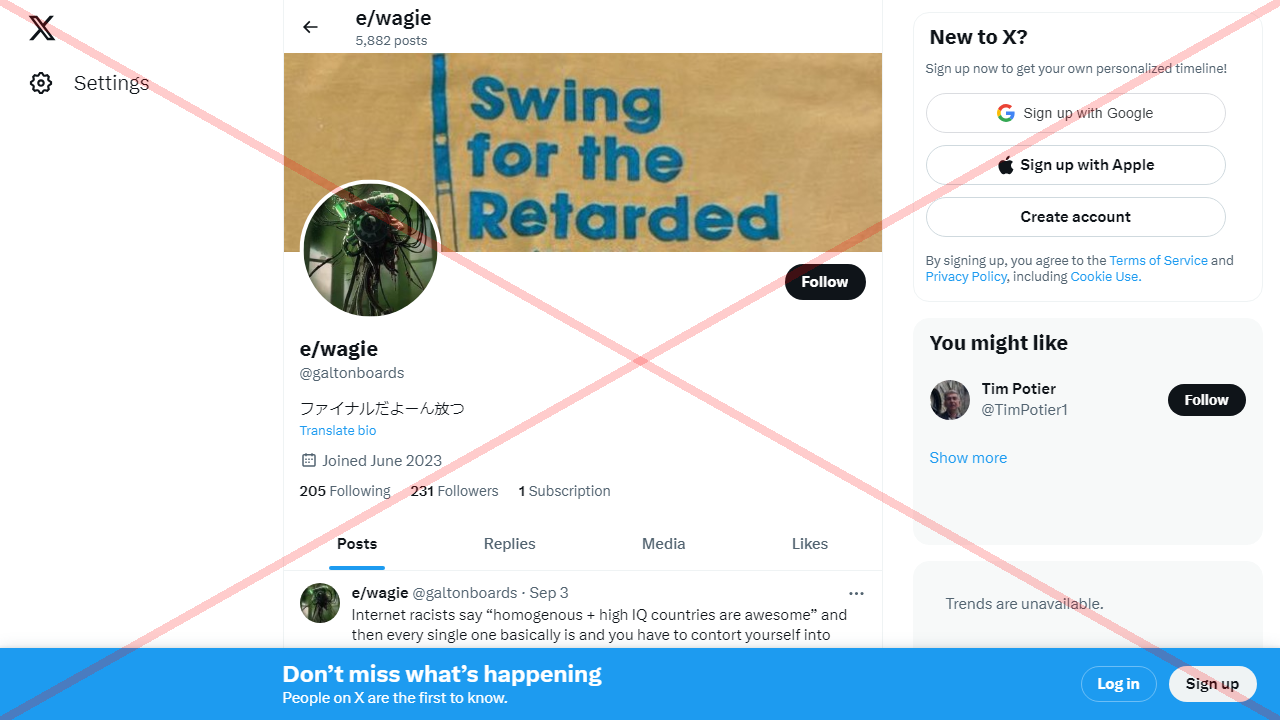 Settings
e/wagie
5,882 posts
Swing
for the
Retarded
Follow
e/wagie
@galtonboards
ファイナルだよーん放つ
Translate bio
Joined June 2023
205 Following 231 Followers 1 Subscription
Posts Replies Media Likes
e/wagie @galtonboards · Sep 3
Internet racists say “homogenous + high IQ countries are awesome” and
then every single one basically is and you have to contort yourself into
New to X?
Sign up now to get your own personalized timeline!
Sign up with Google
Sign up with Apple
Create account
By signing up, you agree to the Terms of Service and
Privacy Policy, including Cookie Use.
You might like
Tim Potier
@TimPotier1
Follow
Show more
Trends are unavailable.
Don’t miss what’s happening
People on X are the first to know.
Log in
Sign up